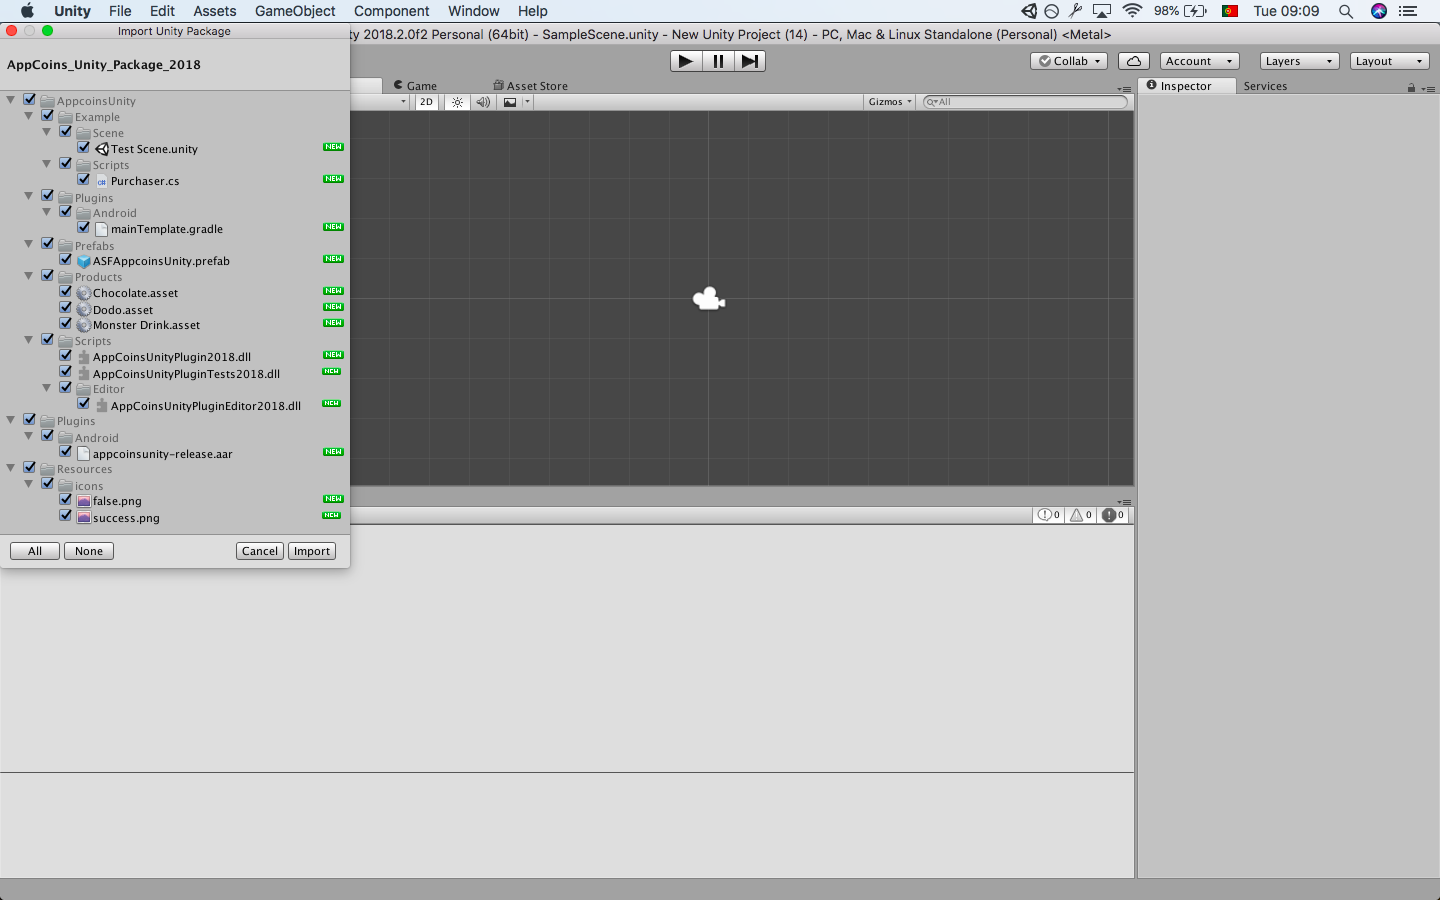 Unity File Edit Assets GameObject Component Window Help 98% Tue 09:09
Import Unity Package
ty 2018.2.0f2 Personal (64bit) - SampleScene.unity - New Unity Project (14) - PC, Mac & Linux Standalone (Personal) <Metal>
Collab Account Layers Layout
AppCoins_Unity_Package_2018
Game Asset Store Inspector Services
2D Gizmos All
AppcoinsUnity
Example
Scene
Test Scene.unity NEW
Scripts
c# Purchaser.cs NEW
Plugins
Android
mainTemplate.gradle NEW
Prefabs
ASFAppcoinsUnity.prefab NEW
Products
Chocolate.asset NEW
Dodo.asset NEW
Monster Drink.asset NEW
Scripts
AppCoinsUnityPlugin2018.dll NEW
AppCoinsUnityPluginTests2018.dll NEW
Editor
AppCoinsUnityPluginEditor2018.dll NEW
Plugins
Android
appcoinsunity-release.aar NEW
Resources
icons
false.png NEW
success.png NEW
0 0 0
All None Cancel Import